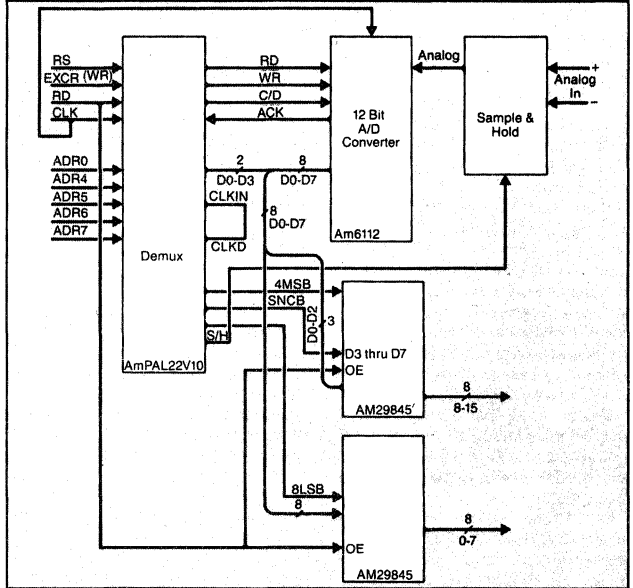 RS
EXCR (WR)
RD
CLK
ADR0
ADR4
ADR5
ADR6
ADR7
Demux
AmPAL22V10
RD
WR
C/D
ACK
2
D0-D3
8
D0-D7
CLKIN
CLKD
8
D0-D7
4MSB
SNCB
S/H
12 Bit
A/D
Converter
Am6112
Analog
Sample &
Hold
+
Analog
In
−
D0-D2
3
D3 thru D7
OE
AM29845'
8
8-15
8LSB
8
OE
AM29845
8
0-7